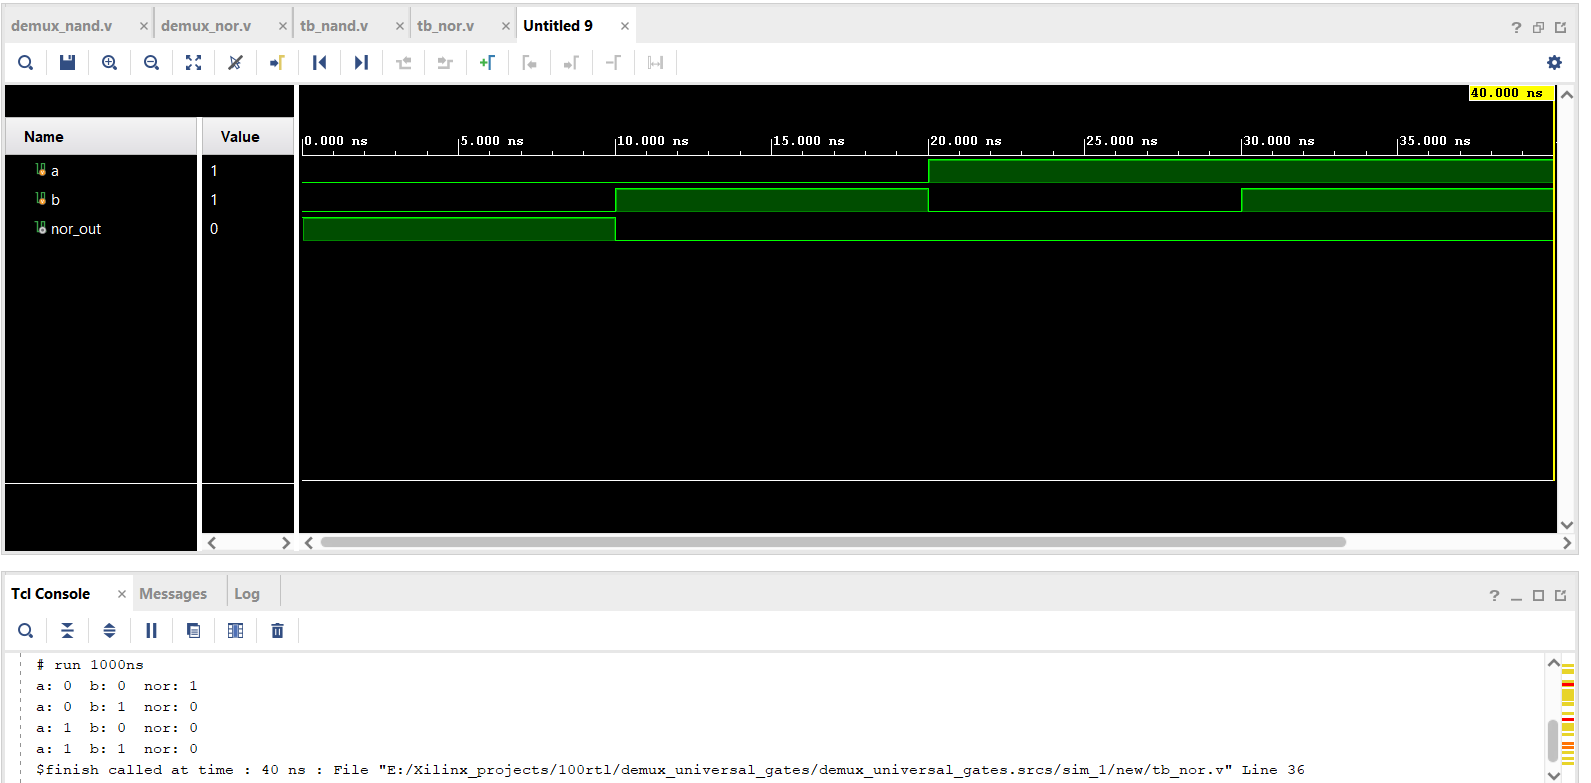 demux_nand.v × demux_nor.v × tb_nand.v × tb_nor.v × Untitled 9 ×
?
40.000 ns
Name Value
0.000 ns 5.000 ns 10.000 ns 15.000 ns 20.000 ns 25.000 ns 30.000 ns 35.000 ns
a 1
b 1
nor_out 0
Tcl Console × Messages Log
?
# run 1000ns
a: 0 b: 0 nor: 1
a: 0 b: 1 nor: 0
a: 1 b: 0 nor: 0
a: 1 b: 1 nor: 0
$finish called at time : 40 ns : File "E:/Xilinx_projects/100rtl/demux_universal_gates/demux_universal_gates.srcs/sim_1/new/tb_nor.v" Line 36